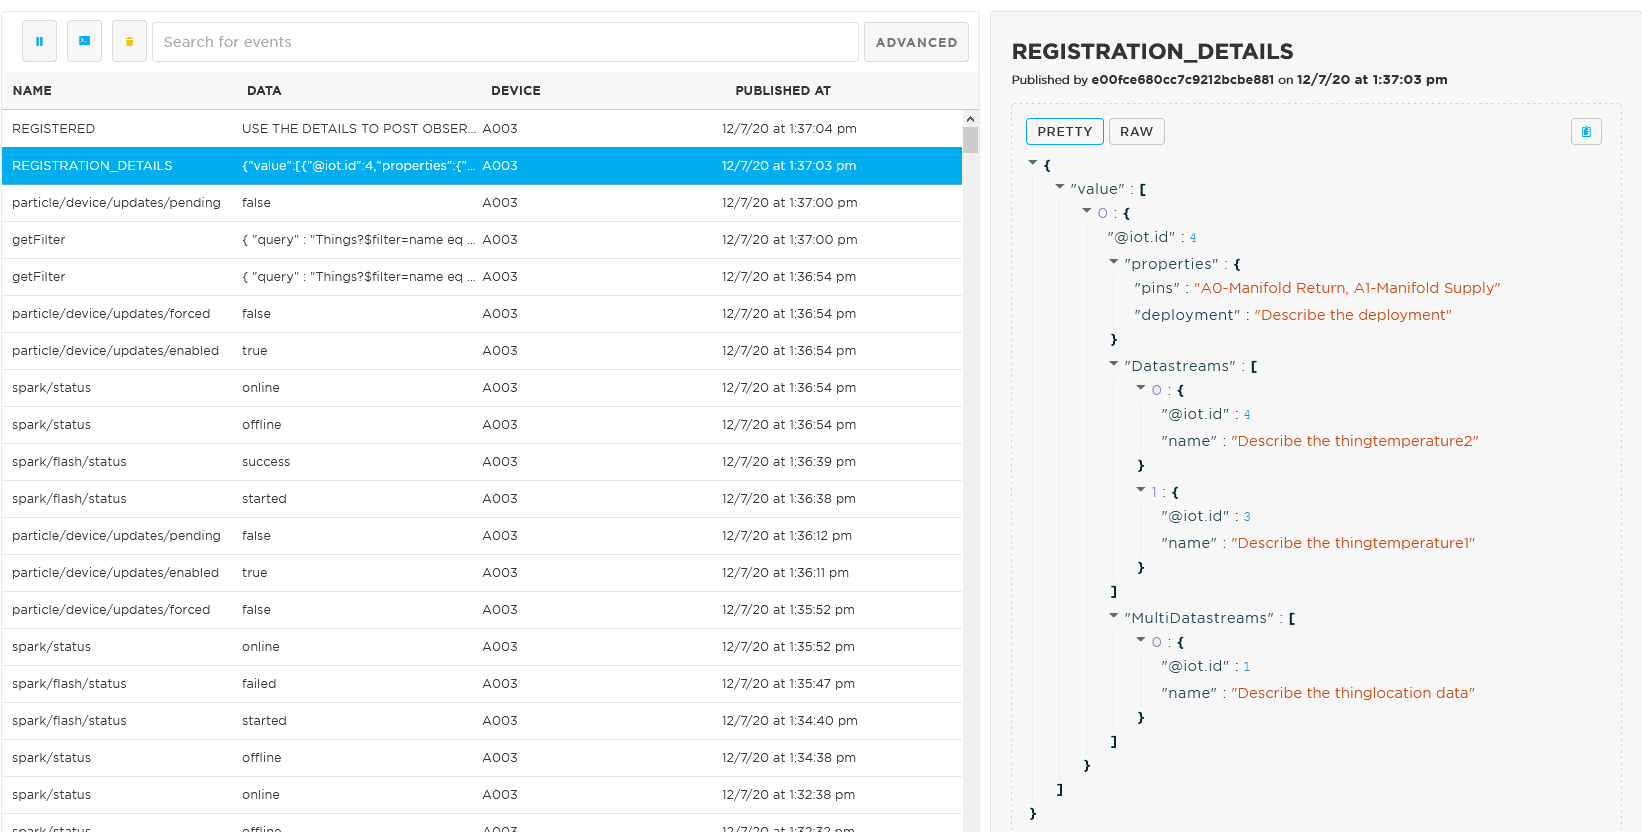 Search for events
ADVANCED
NAME DATA DEVICE PUBLISHED AT
REGISTERED USE THE DETAILS TO POST OBSER... A003 12/7/20 at 1:37:04 pm
REGISTRATION_DETAILS {"value":[{"@iot.id":4,"properties":{"... A003 12/7/20 at 1:37:03 pm
particle/device/updates/pending false A003 12/7/20 at 1:37:00 pm
getFilter { "query" : "Things?$filter=name eq ... A003 12/7/20 at 1:37:00 pm
getFilter { "query" : "Things?$filter=name eq ... A003 12/7/20 at 1:36:54 pm
particle/device/updates/forced false A003 12/7/20 at 1:36:54 pm
particle/device/updates/enabled true A003 12/7/20 at 1:36:54 pm
spark/status online A003 12/7/20 at 1:36:54 pm
spark/status offline A003 12/7/20 at 1:36:54 pm
spark/flash/status success A003 12/7/20 at 1:36:39 pm
spark/flash/status started A003 12/7/20 at 1:36:38 pm
particle/device/updates/pending false A003 12/7/20 at 1:36:12 pm
particle/device/updates/enabled true A003 12/7/20 at 1:36:11 pm
particle/device/updates/forced false A003 12/7/20 at 1:35:52 pm
spark/status online A003 12/7/20 at 1:35:52 pm
spark/flash/status failed A003 12/7/20 at 1:35:47 pm
spark/flash/status started A003 12/7/20 at 1:34:40 pm
spark/status offline A003 12/7/20 at 1:34:38 pm
spark/status online A003 12/7/20 at 1:32:38 pm
spark/status offline A003 12/7/20 at 1:32:32 pm
REGISTRATION_DETAILS
Published by e00fce680cc7c9212bcbe881 on 12/7/20 at 1:37:03 pm
PRETTY RAW
{
"value" : [
0 : {
"@iot.id" : 4
"properties" : {
"pins" : "A0-Manifold Return, A1-Manifold Supply"
"deployment" : "Describe the deployment"
}
"Datastreams" : [
0 : {
"@iot.id" : 4
"name" : "Describe the thingtemperature2"
}
1 : {
"@iot.id" : 3
"name" : "Describe the thingtemperature1"
}
]
"MultiDatastreams" : [
0 : {
"@iot.id" : 1
"name" : "Describe the thinglocation data"
}
]
}
]
}